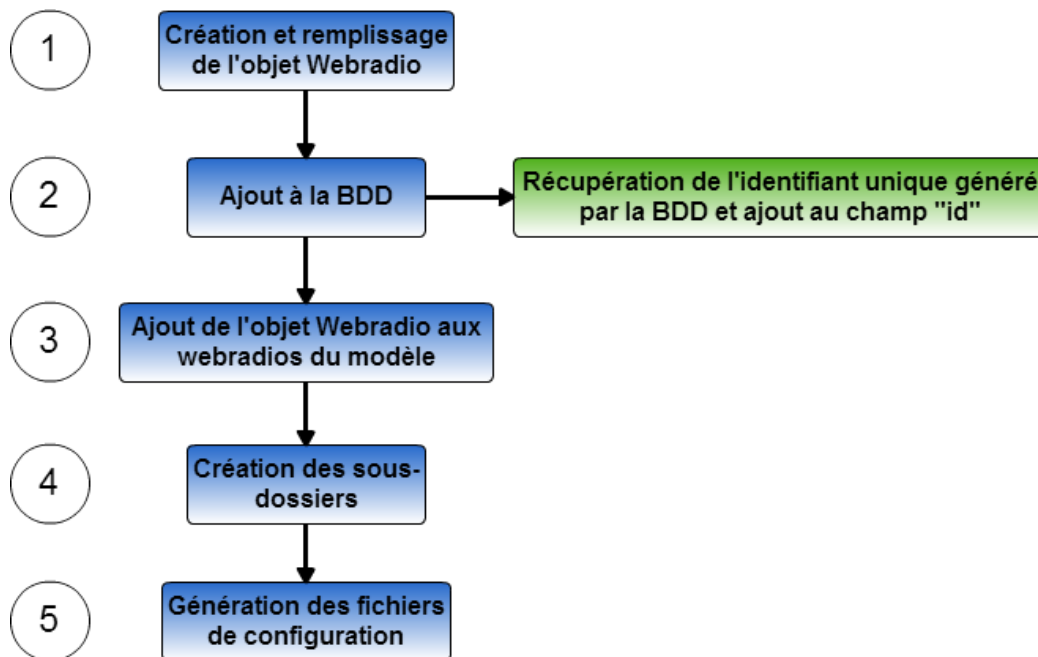 1
Création et remplissage
de l'objet Webradio
2
Ajout à la BDD
Récupération de l'identifiant unique généré
par la BDD et ajout au champ "id"
3
Ajout de l'objet Webradio aux
webradios du modèle
4
Création des sous-
dossiers
5
Génération des fichiers
de configuration